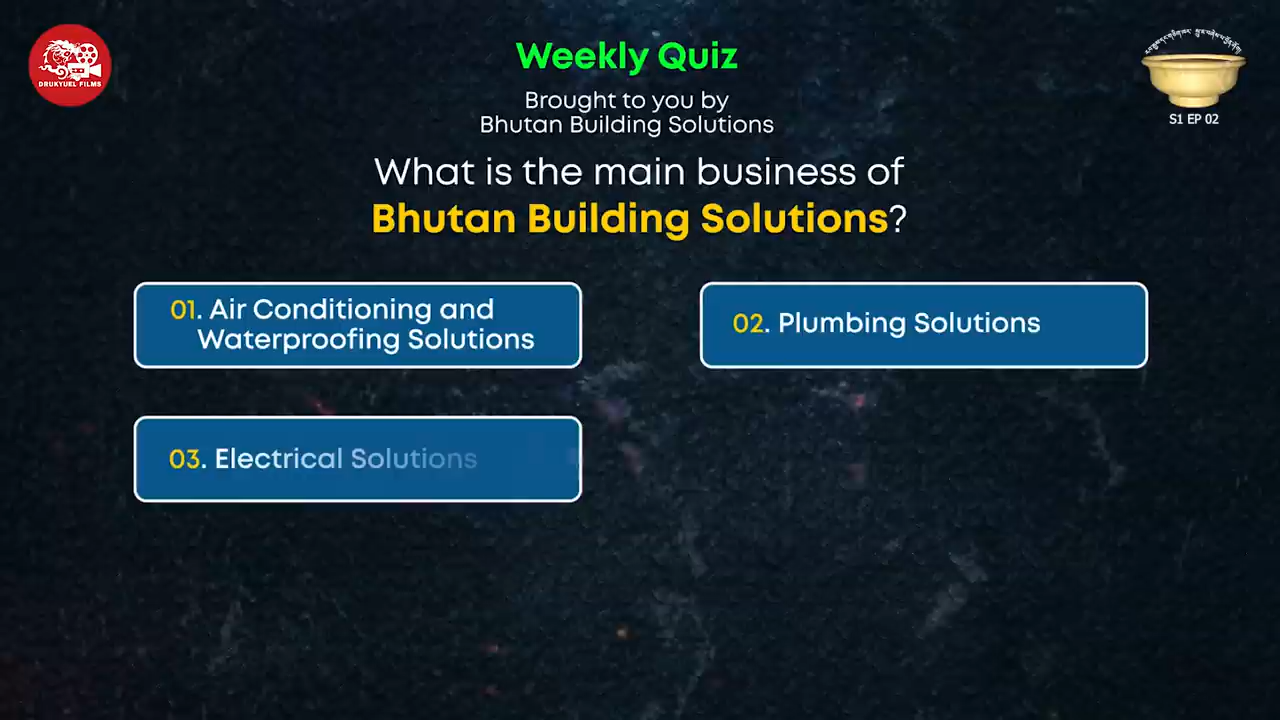 Weekly Quiz
Brought to you by
Bhutan Building Solutions
What is the main business of
Bhutan Building Solutions?
01. Air Conditioning and
Waterproofing Solutions
02. Plumbing Solutions
03. Electrical Solutions
DRUKYUEL FILMS
S1 EP 02